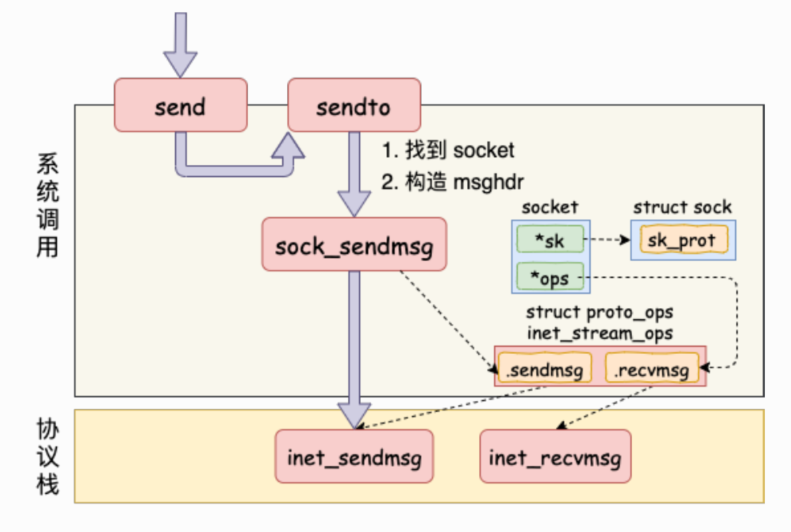 send
sendto
1. 找到 socket
2. 构造 msghdr
系统调用
socket
struct sock
*sk
sk_prot
sock_sendmsg
*ops
struct proto_ops
inet_stream_ops
.sendmsg
.recvmsg
协议栈
inet_sendmsg
inet_recvmsg